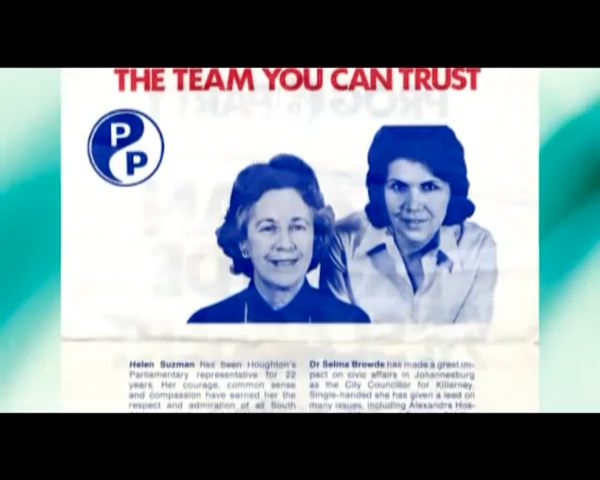 THE TEAM YOU CAN TRUST
P
P
Helen Suzman has been Houghton's
Parliamentary representative for 22
years. Her courage, common sense
and compassion have earned her the
respect and admiration of all South
Dr Selma Browde has made a great im-
pact on civic affairs in Johannesburg
as the City Councillor for Killarney.
Single-handed she has given a lead on
many issues, including Alexandra Hos-